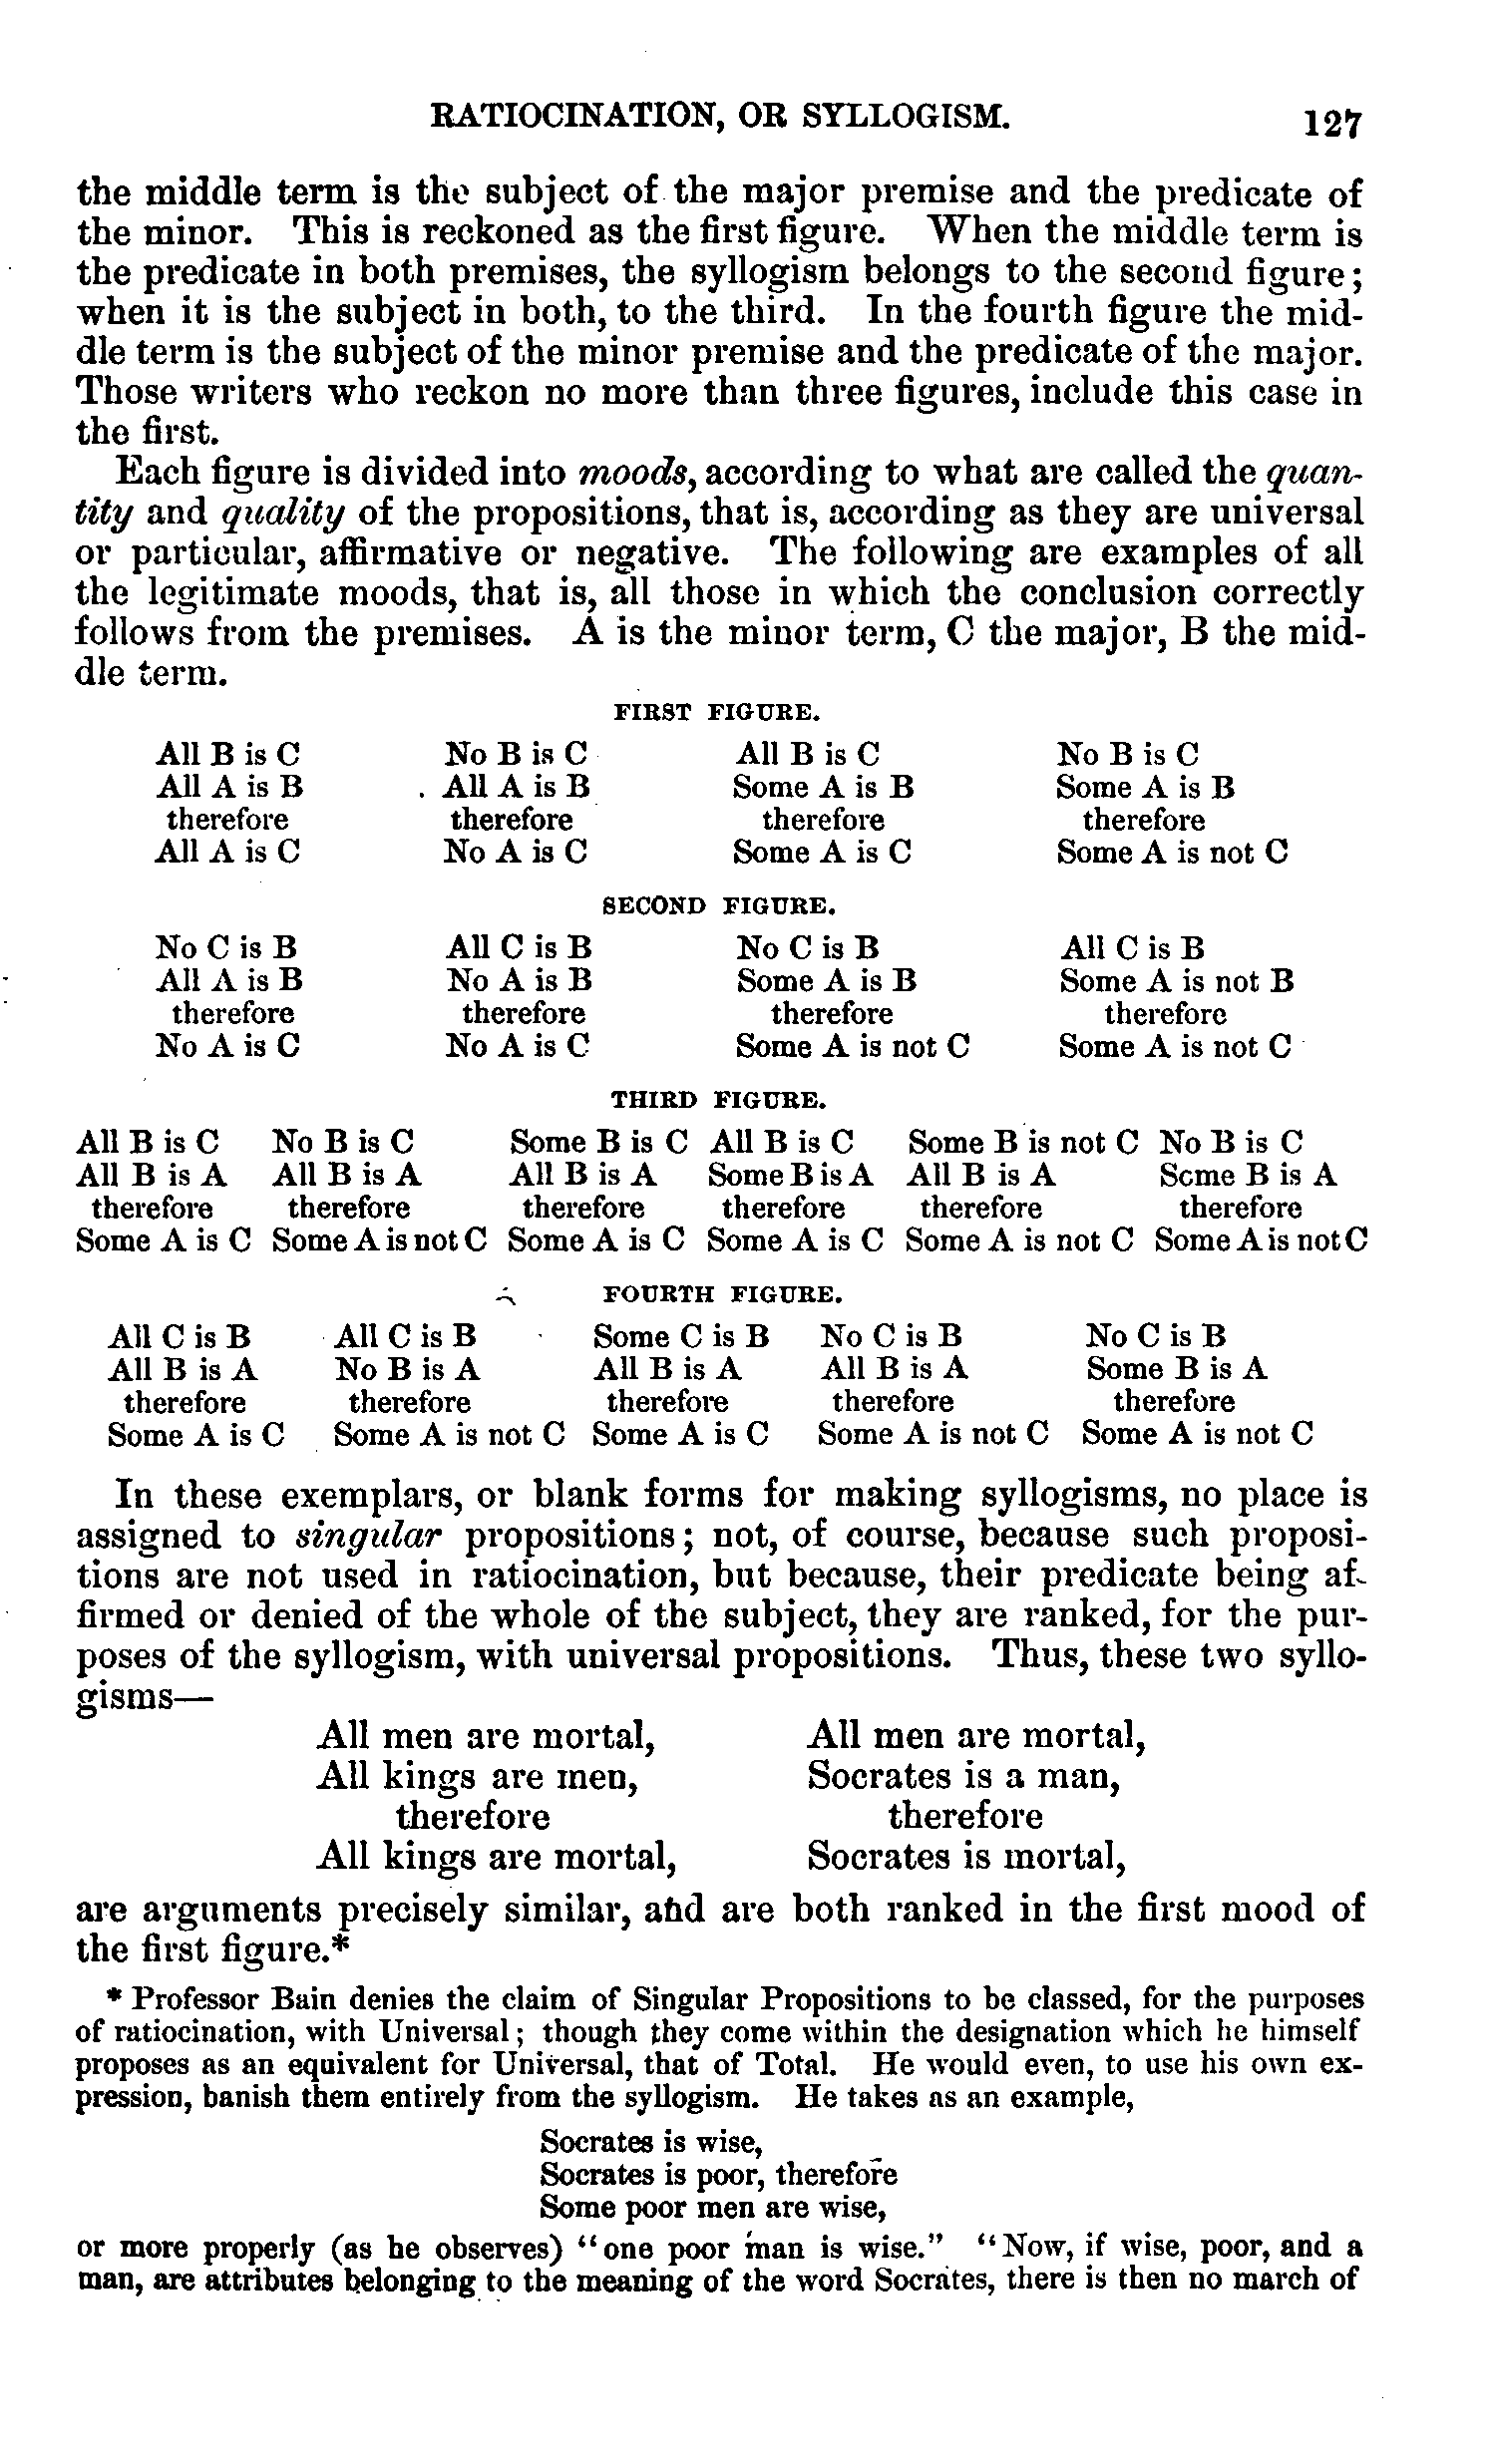 RATIOCINATION, OR SYLLOGISM. 127
the middle term is the subject of the major premise and the predicate of
the minor. This is reckoned as the first figure. When the middle term is
the predicate in both premises, the syllogism belongs to the second figure;
when it is the subject in both, to the third. In the fourth figure the mid-
dle term is the subject of the minor premise and the predicate of the major.
Those writers who reckon no more than three figures, include this case in
the first.
Each figure is divided into moods, according to what are called the quan-
tity and quality of the propositions, that is, according as they are universal
or particular, affirmative or negative. The following are examples of all
the legitimate moods, that is, all those in which the conclusion correctly
follows from the premises. A is the minor term, C the major, B the mid-
dle term.
FIRST FIGURE.
All B is C No B is C All B is C No B is C
All A is B All A is B Some A is B Some A is B
therefore therefore therefore therefore
All A is C No A is C Some A is C Some A is not C
SECOND FIGURE.
No C is B All C is B No C is B All C is B
All A is B No A is B Some A is B Some A is not B
therefore therefore therefore therefore
No A is C No A is C Some A is not C Some A is not C
THIRD FIGURE.
All B is C No B is C Some B is C All B is C Some B is not C No B is C
All B is A All B is A All B is A Some B is A All B is A Some B is A
therefore therefore therefore therefore therefore therefore
Some A is C Some A is not C Some A is C Some A is C Some A is not C Some A is not C
FOURTH FIGURE.
All C is B All C is B Some C is B No C is B No C is B
All B is A No B is A All B is A All B is A Some B is A
therefore therefore therefore therefore therefore
Some A is C Some A is not C Some A is C Some A is not C Some A is not C
In these exemplars, or blank forms for making syllogisms, no place is
assigned to singular propositions; not, of course, because such proposi-
tions are not used in ratiocination, but because, their predicate being af-
firmed or denied of the whole of the subject, they are ranked, for the pur-
poses of the syllogism, with universal propositions. Thus, these two syllo-
gisms—
All men are mortal, All men are mortal,
All kings are men, Socrates is a man,
therefore therefore
All kings are mortal, Socrates is mortal,
are arguments precisely similar, and are both ranked in the first mood of
the first figure.*
* Professor Bain denies the claim of Singular Propositions to be classed, for the purposes
of ratiocination, with Universal; though they come within the designation which he himself
proposes as an equivalent for Universal, that of Total. He would even, to use his own ex-
pression, banish them entirely from the syllogism. He takes as an example,
Socrates is wise,
Socrates is poor, therefore
Some poor men are wise,
or more properly (as he observes) "one poor man is wise." "Now, if wise, poor, and a
man, are attributes belonging to the meaning of the word Socrates, there is then no march of